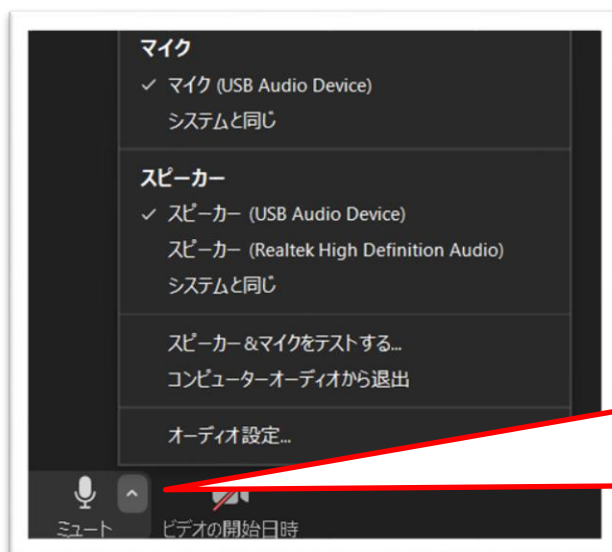 マイク
✓ マイク (USB Audio Device)
システムと同じ
スピーカー
✓ スピーカー (USB Audio Device)
スピーカー (Realtek High Definition Audio)
システムと同じ
スピーカー&マイクをテストする...
コンピューターオーディオから退出
オーディオ設定...
ミュート
ビデオの開始日時